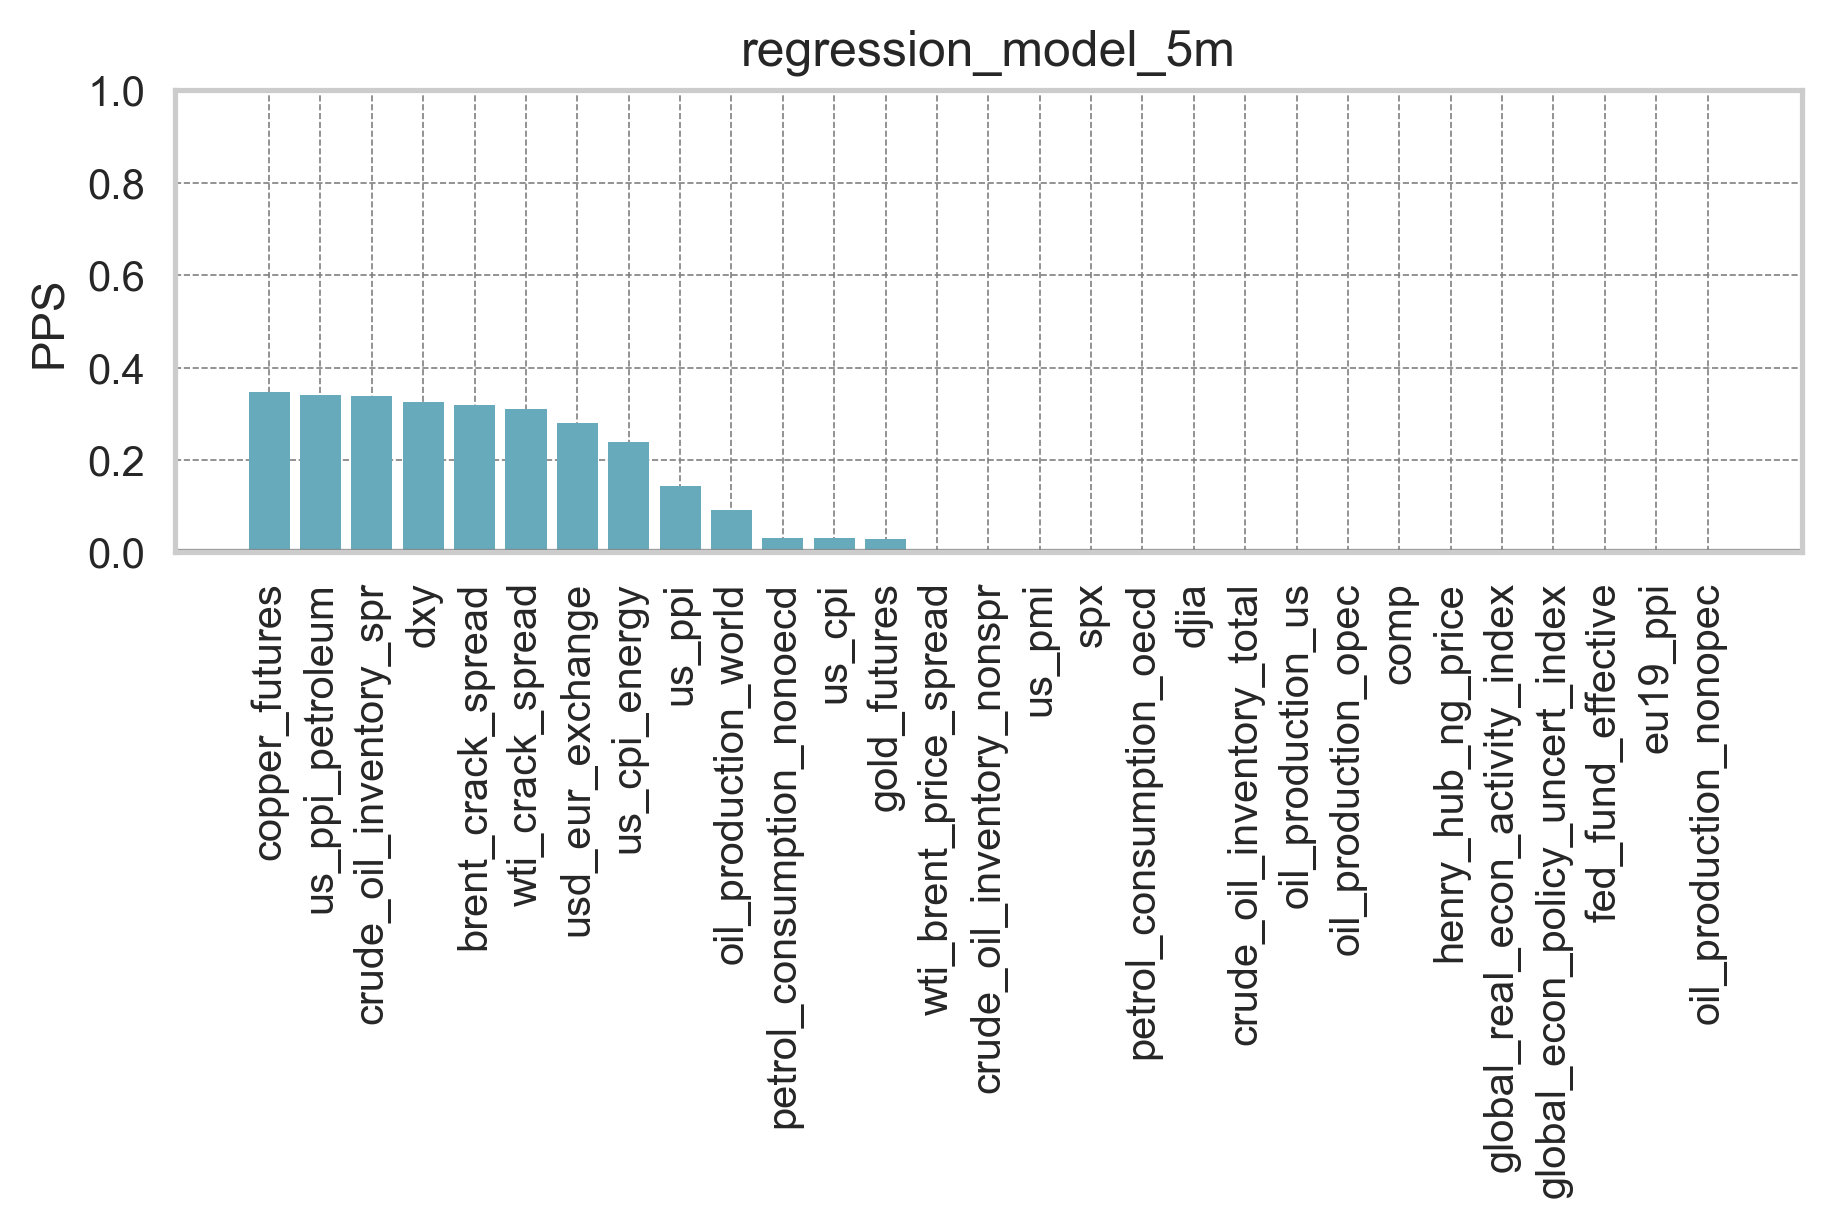 regression_model_5m
PPS
1.0
0.8
0.6
0.4
0.2
0.0
copper_futures
us_ppi_petroleum
crude_oil_inventory_spr
dxy
brent_crack_spread
wti_crack_spread
usd_eur_exchange
us_cpi_energy
us_ppi
oil_production_world
petrol_consumption_nonoecd
us_cpi
gold_futures
wti_brent_price_spread
crude_oil_inventory_nonspr
us_pmi
spx
petrol_consumption_oecd
djia
crude_oil_inventory_total
oil_production_us
oil_production_opec
comp
henry_hub_ng_price
global_real_econ_activity_index
global_econ_policy_uncert_index
fed_fund_effective
eu19_ppi
oil_production_nonopec